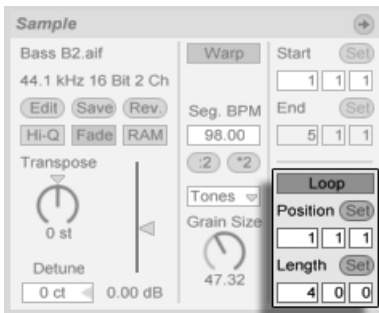 Sample
Bass B2.aif
44.1 kHz 16 Bit 2 Ch
Edit Save Rev.
Hi-Q Fade RAM
Transpose
0 st
Detune
0 ct 0.00 dB
Warp
Seg. BPM
98.00
:2 *2
Tones
Grain Size
47.32
Start Set
1 1 1
End Set
5 1 1
Loop
Position Set
1 1 1
Length Set
4 0 0